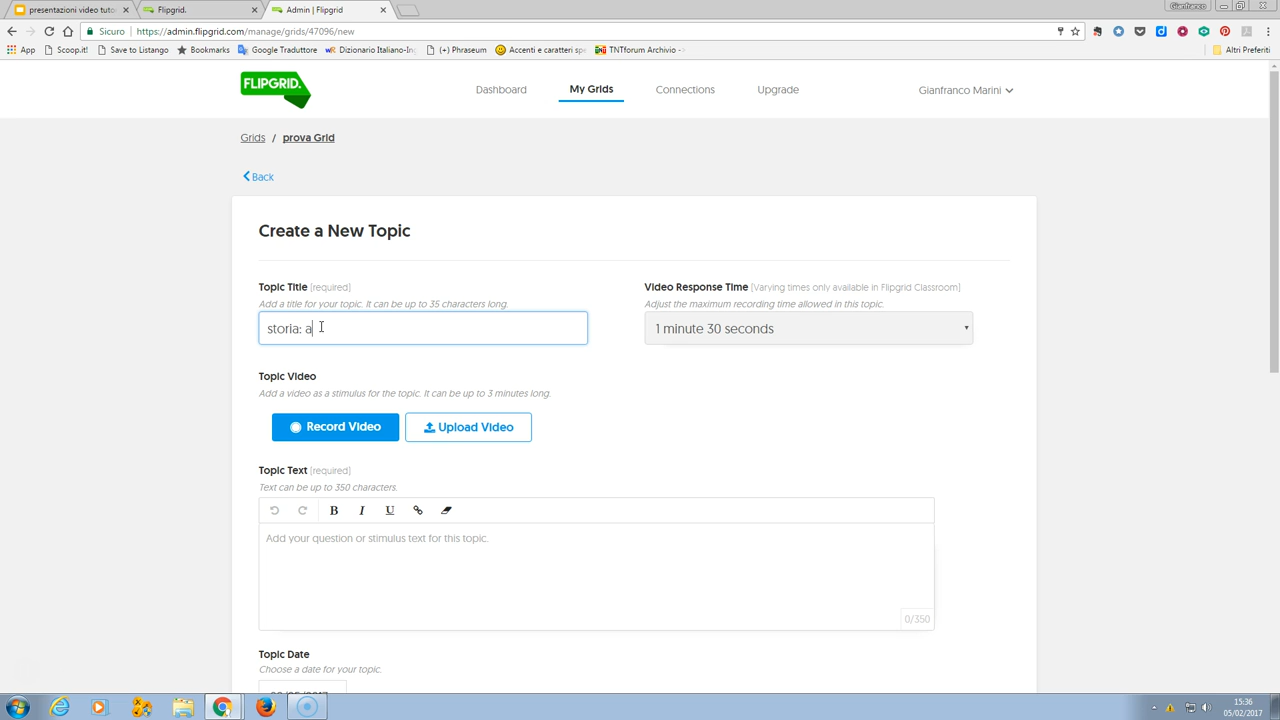 presentazioni video tuto
Flipgrid.
Admin | Flipgrid
Gianfranco
Sicuro
https://admin.flipgrid.com/manage/grids/47096/new
App
Scoop.it!
Save to Listango
Bookmarks
Google Traduttore
Dizionario Italiano-In
(+) Phraseum
Accenti e caratteri spe
TNTforum Archivio ->
Altri Preferiti
FLIPGRID.
Dashboard
My Grids
Connections
Upgrade
Gianfranco Marini
Grids / prova Grid
Back
Create a New Topic
Topic Title (required)
Add a title for your topic. It can be up to 35 characters long.
storia: a
Video Response Time (Varying times only available in Flipgrid Classroom)
Adjust the maximum recording time allowed in this topic.
1 minute 30 seconds
Topic Video
Add a video as a stimulus for the topic. It can be up to 3 minutes long.
Record Video
Upload Video
Topic Text (required)
Text can be up to 350 characters.
B I U
Add your question or stimulus text for this topic.
0/350
Topic Date
Choose a date for your topic.
15:36
05/02/2017